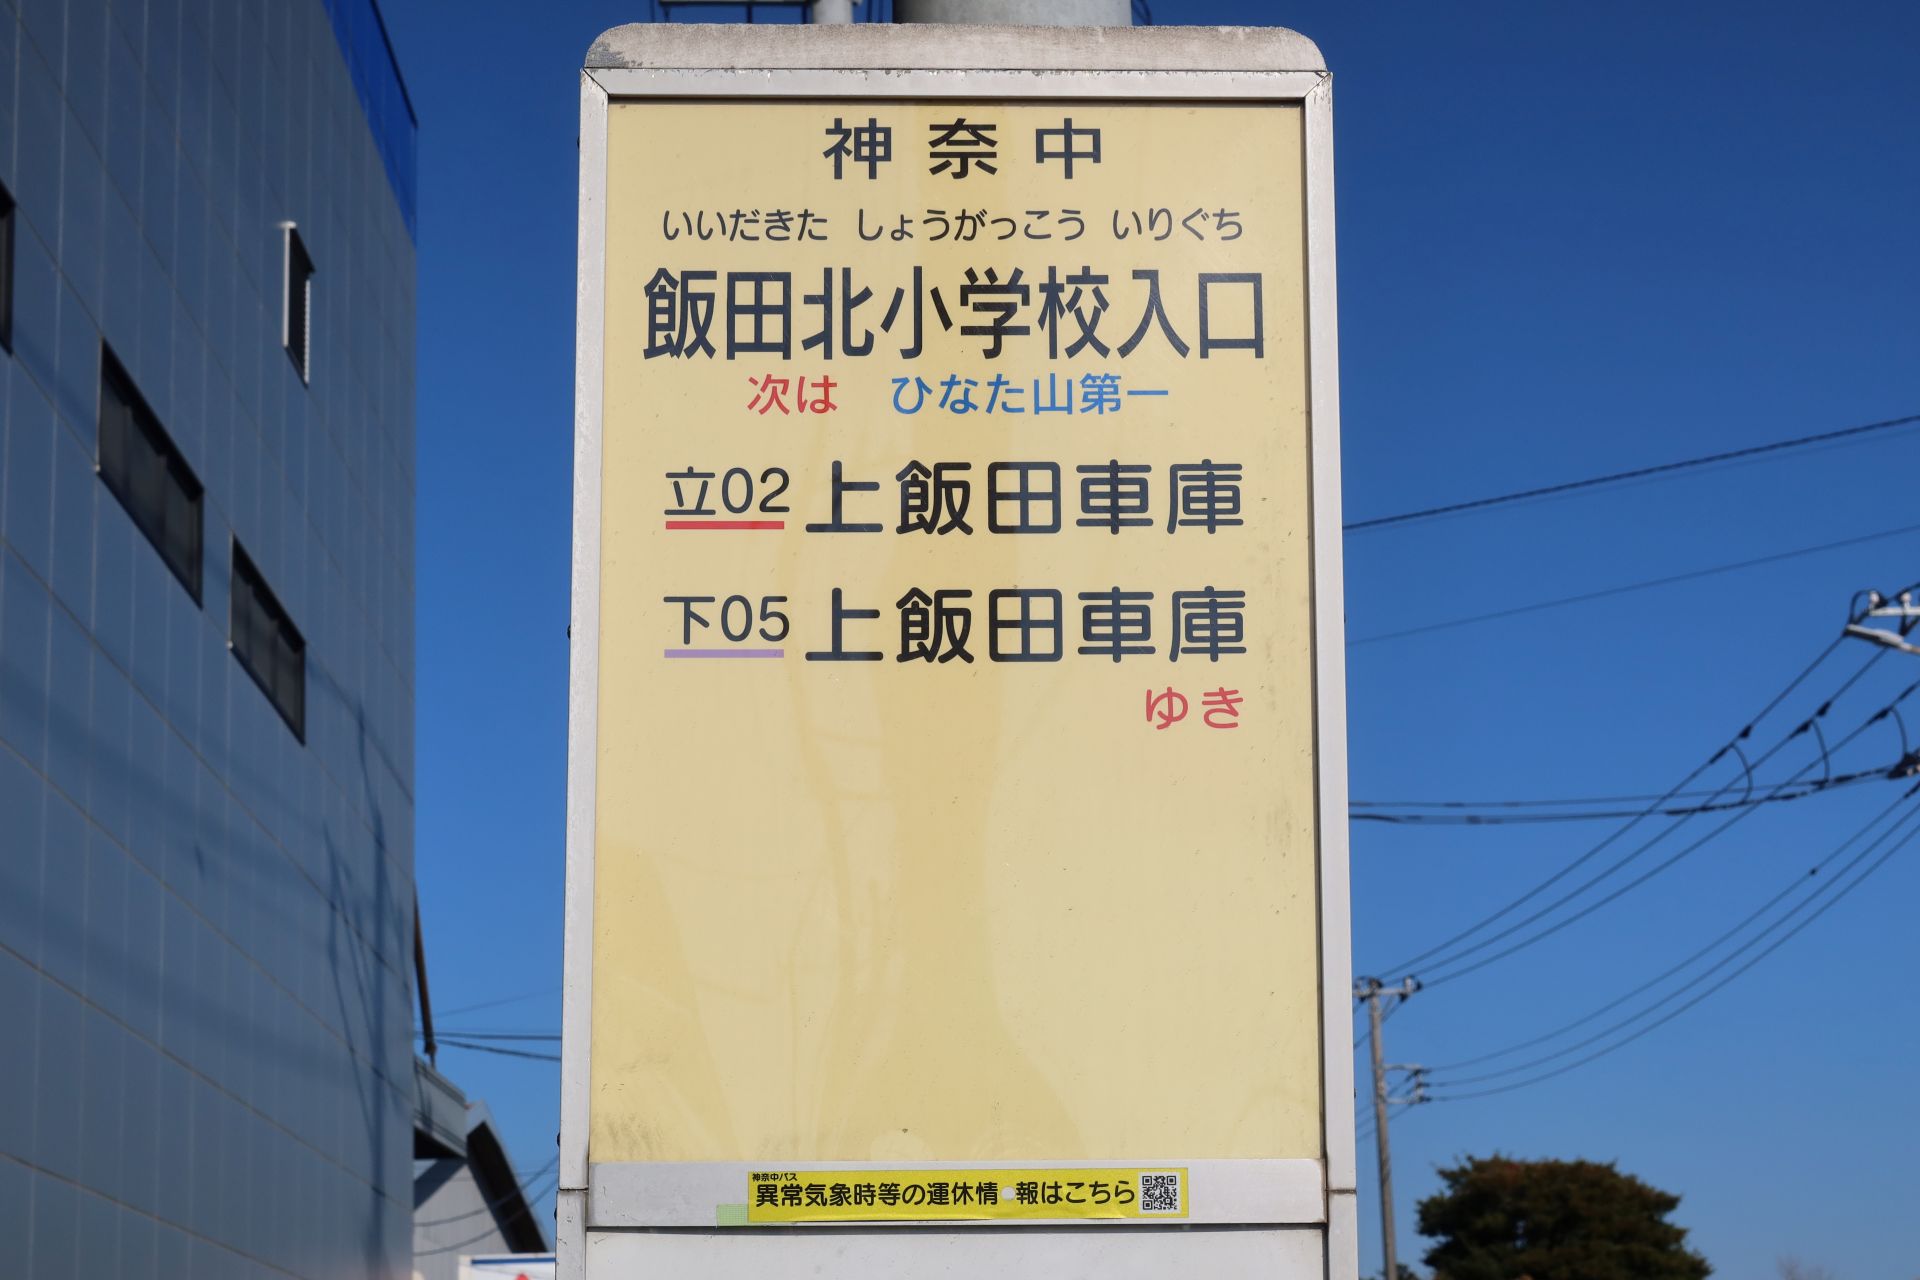 神奈中
いいだきた しょうがっこう いりぐち
飯田北小学校入口
次は ひなた山第一
立02 上飯田車庫
下05 上飯田車庫
ゆき
神奈中バス
異常気象時等の運休情報はこちら